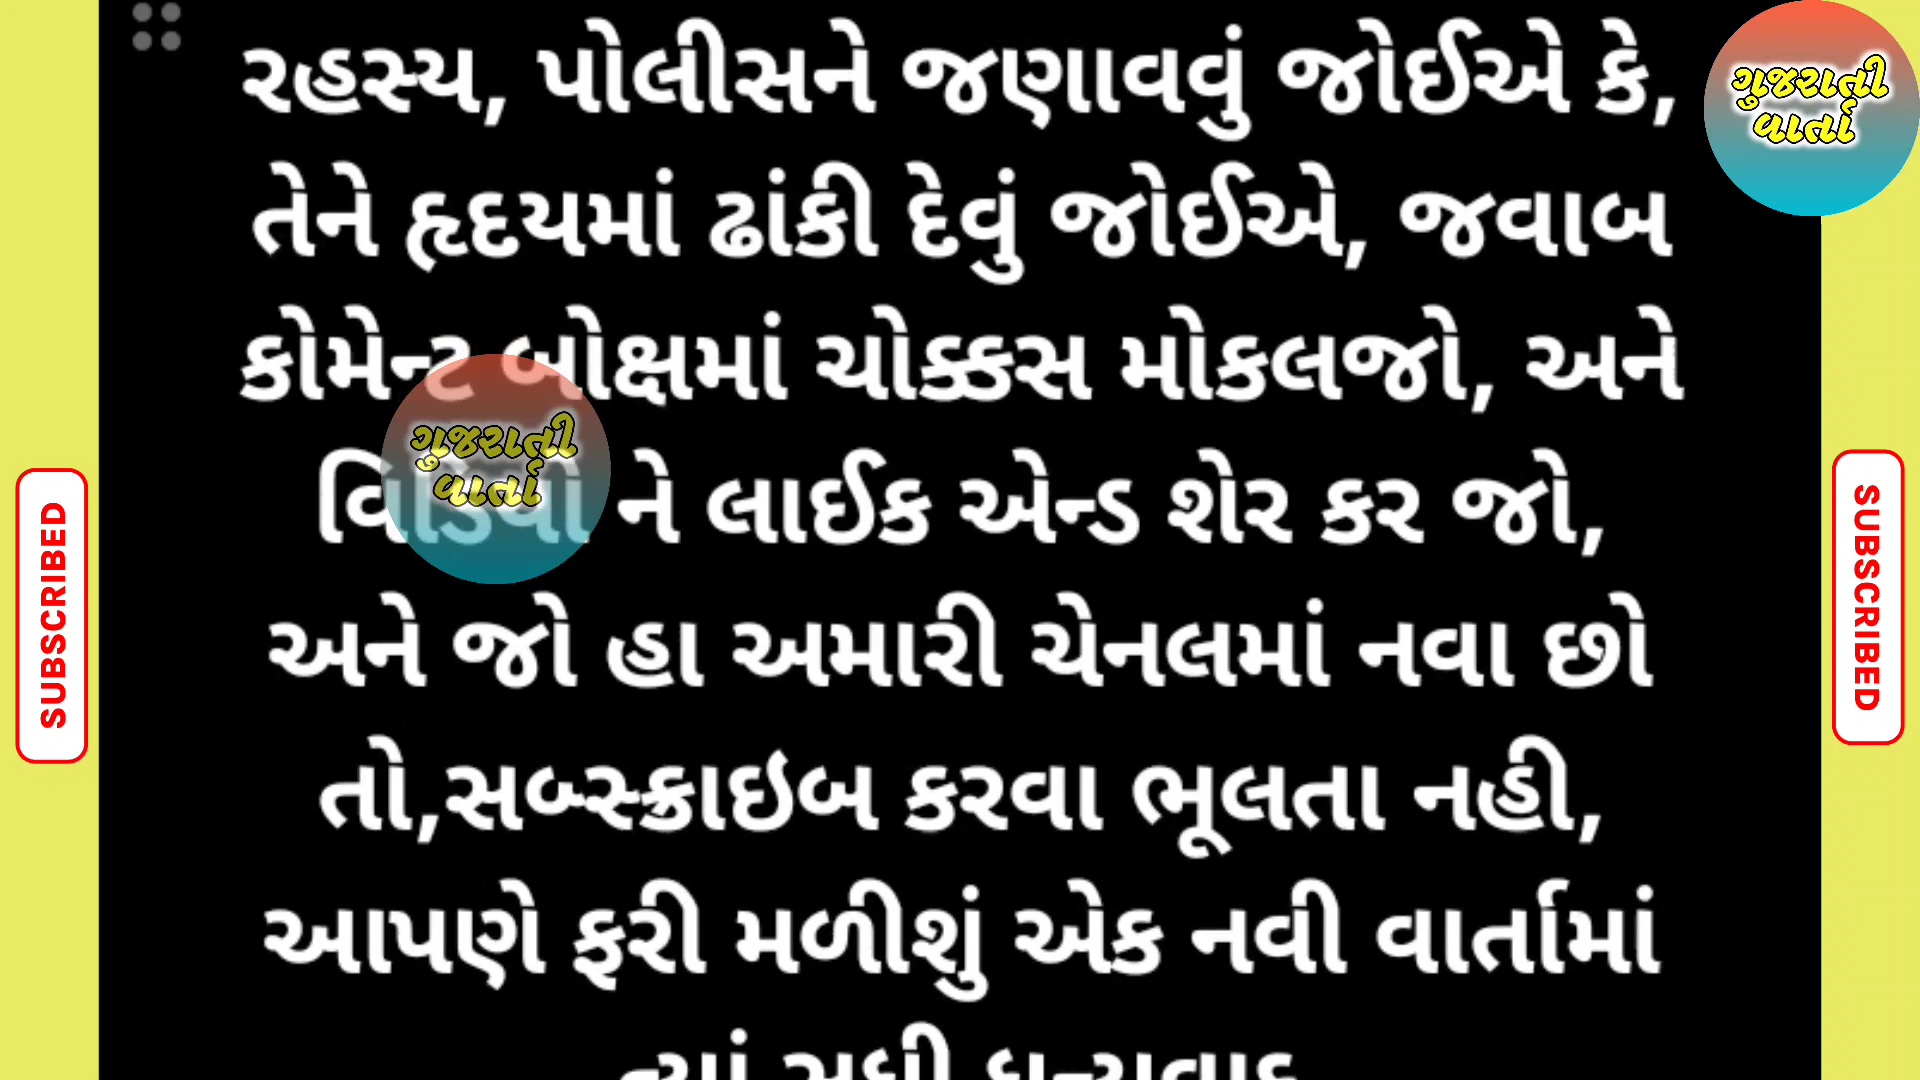 રહસ્ય, પોલીસને જણાવવું જોઈએ કે,
તેને હૃદયમાં ઢાંકી દેવું જોઈએ, જવાબ
કોમેન્ટ બોક્ષમાં ચોક્કસ મોકલજો, અને
વિડિયો ને લાઈક એન્ડ શેર કર જો,
અને જો હા અમારી ચેનલમાં નવા છો
તો,સબ્સ્ક્રાઇબ કરવા ભૂલતા નહી,
આપણે ફરી મળીશું એક નવી વાર્તામાં
ગુજરાતી
વાર્તા
ગુજરાતી
વાર્તા
SUBSCRIBED
SUBSCRIBED